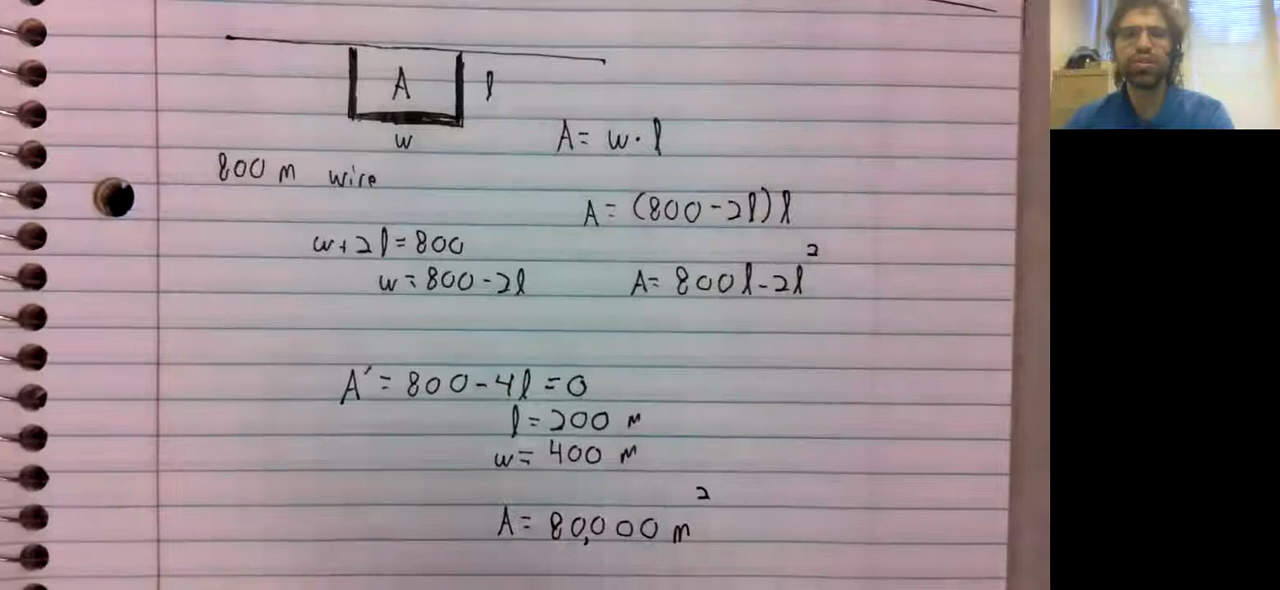 A
l
w
A = w · l
800 m wire
A = (800 - 2l) l
w + 2l = 800
w = 800 - 2l
A = 800l - 2l²
A′ = 800 - 4l = 0
l = 200 m
w = 400 m
A = 80,000 m²